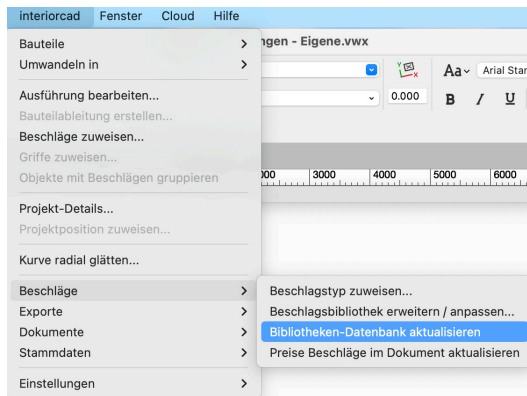 interiorcad Fenster Cloud Hilfe
ngen - Eigene.vwx
Bauteile
Umwandeln in
Aa Arial Star
0.000 B I U
Ausführung bearbeiten...
Bauteilableitung erstellen...
Beschläge zuweisen...
Griffe zuweisen...
Objekte mit Beschlägen gruppieren
000 3000 4000 5000 6000
Projekt-Details...
Projektposition zuweisen...
Kurve radial glätten...
Beschläge
Exporte
Dokumente
Stammdaten
Einstellungen
Beschlagstyp zuweisen...
Beschlagsbibliothek erweitern / anpassen...
Bibliotheken-Datenbank aktualisieren
Preise Beschläge im Dokument aktualisieren